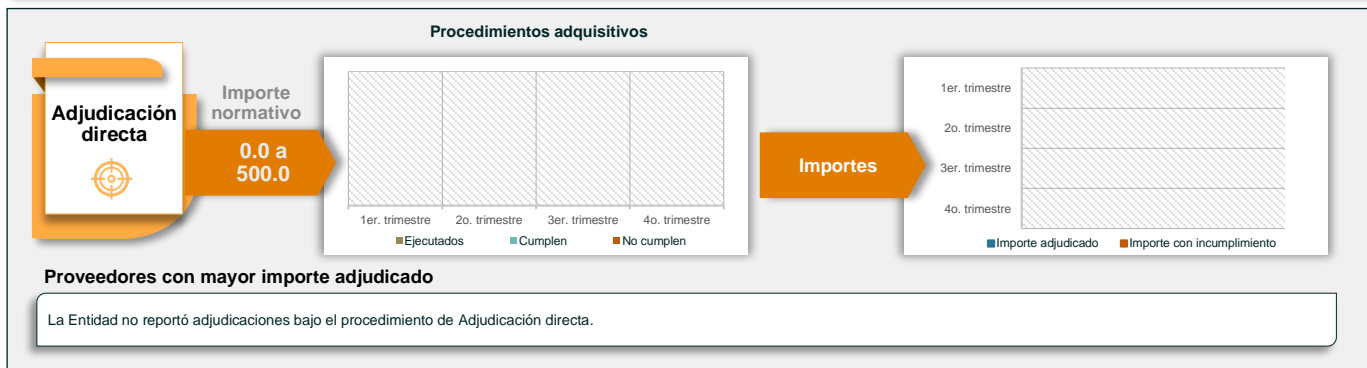 Procedimientos adquisitivos
Adjudicación
directa
Importe
normativo
0.0 a
500.0
1er. trimestre 2o. trimestre 3er. trimestre 4o. trimestre
Ejecutados Cumplen No cumplen
Importes
1er. trimestre
2o. trimestre
3er. trimestre
4o. trimestre
Importe adjudicado Importe con incumplimiento
Proveedores con mayor importe adjudicado
La Entidad no reportó adjudicaciones bajo el procedimiento de Adjudicación directa.